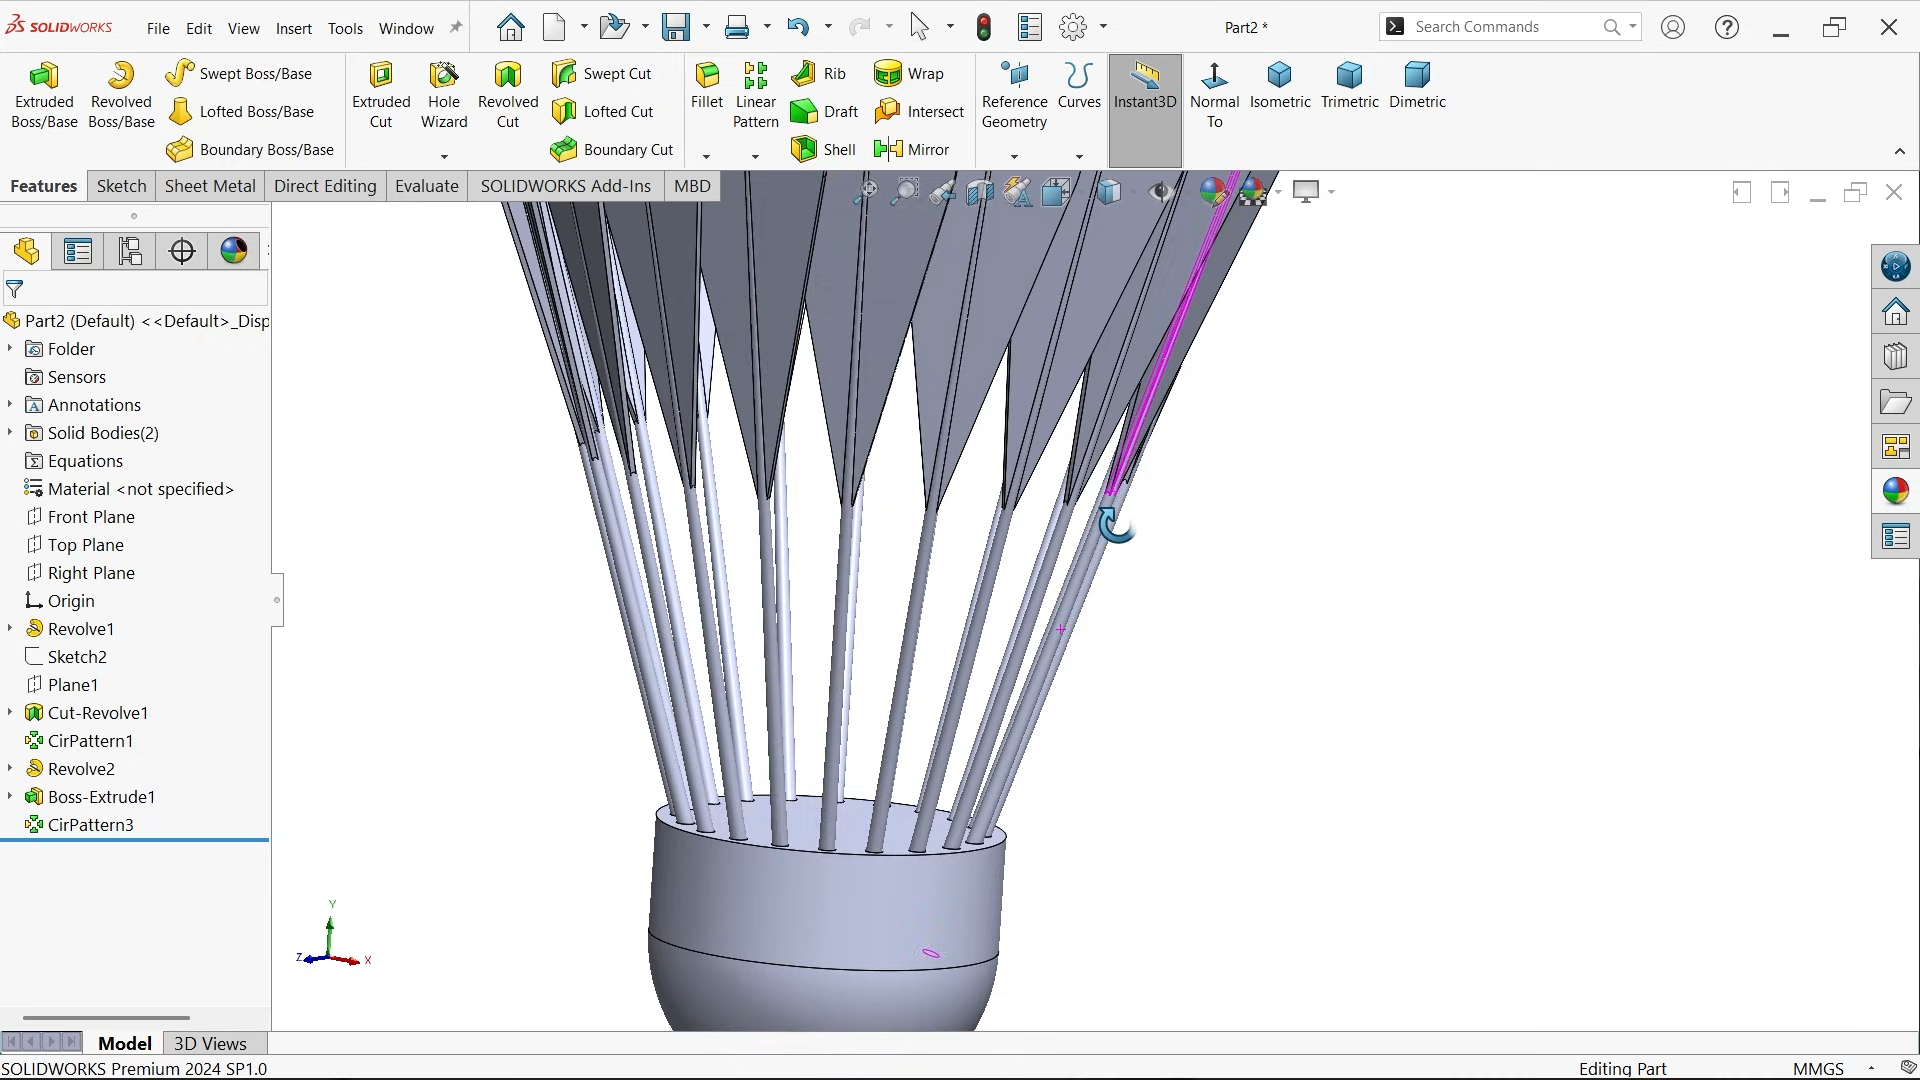 SOLIDWORKS File Edit View Insert Tools Window Part2 * Search Commands
Extruded Boss/Base
Revolved Boss/Base
Swept Boss/Base
Lofted Boss/Base
Boundary Boss/Base
Extruded Cut
Hole Wizard
Revolved Cut
Swept Cut
Lofted Cut
Boundary Cut
Fillet
Linear Pattern
Rib
Draft
Shell
Wrap
Intersect
Mirror
Reference Geometry
Curves
Instant3D
Normal To
Isometric
Trimetric
Dimetric
Features Sketch Sheet Metal Direct Editing Evaluate SOLIDWORKS Add-Ins MBD
Part2 (Default) <<Default>_Disp
Folder
Sensors
Annotations
Solid Bodies(2)
Equations
Material <not specified>
Front Plane
Top Plane
Right Plane
Origin
Revolve1
Sketch2
Plane1
Cut-Revolve1
CirPattern1
Revolve2
Boss-Extrude1
CirPattern3
Y
Z X
Model 3D Views
SOLIDWORKS Premium 2024 SP1.0 Editing Part MMGS